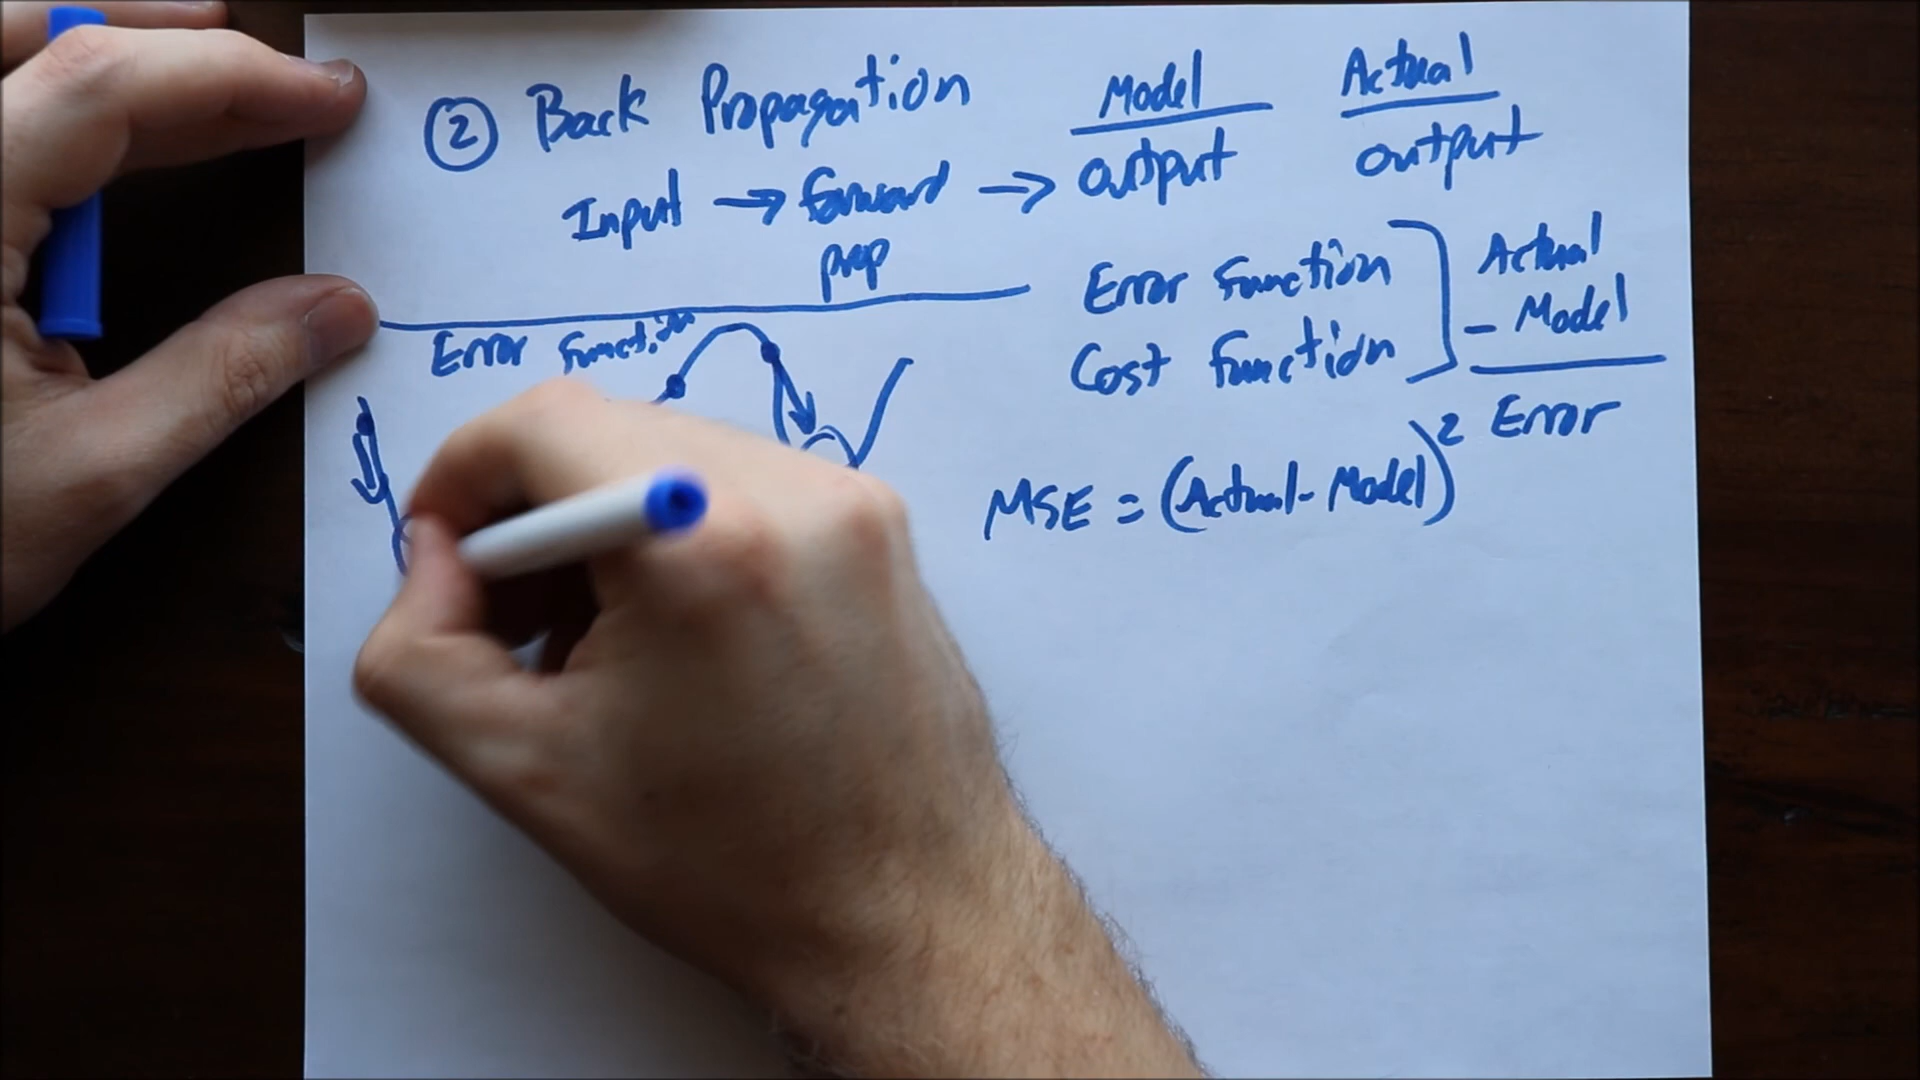 ② Back Propagation
Input → forward prop → Model output
Actual output
Error Function
Cost Function
Actual
- Model
Error
MSE = (Actual - Model)²
Error Function